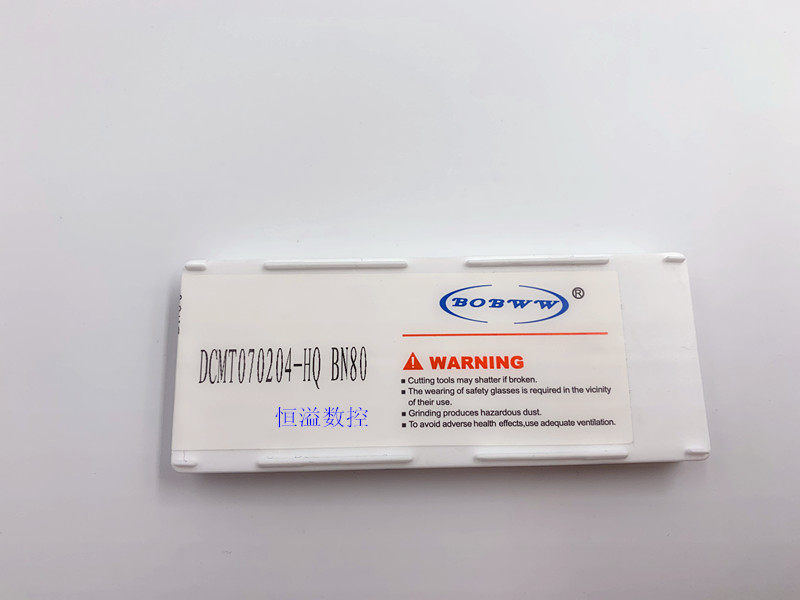 BOBWW ®
DCMT070204-HQ BN80
恒溢数控
WARNING
■ Cutting tools may shatter if broken.
■ The wearing of safety glasses is required in the vicinity
of their use.
■ Grinding produces hazardous dust.
■ To avoid adverse health effects,use adequate ventilation.